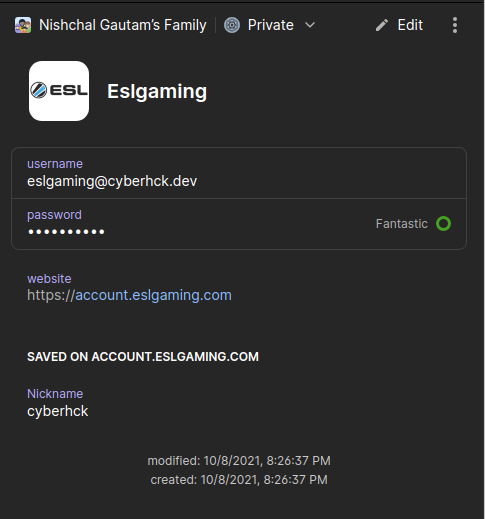 Nishchal Gautam’s Family Private Edit
ESL Eslgaming
username
eslgaming@cyberhck.dev
password
•••••••••• Fantastic
website
https://account.eslgaming.com
SAVED ON ACCOUNT.ESLGAMING.COM
Nickname
cyberhck
modified: 10/8/2021, 8:26:37 PM
created: 10/8/2021, 8:26:37 PM